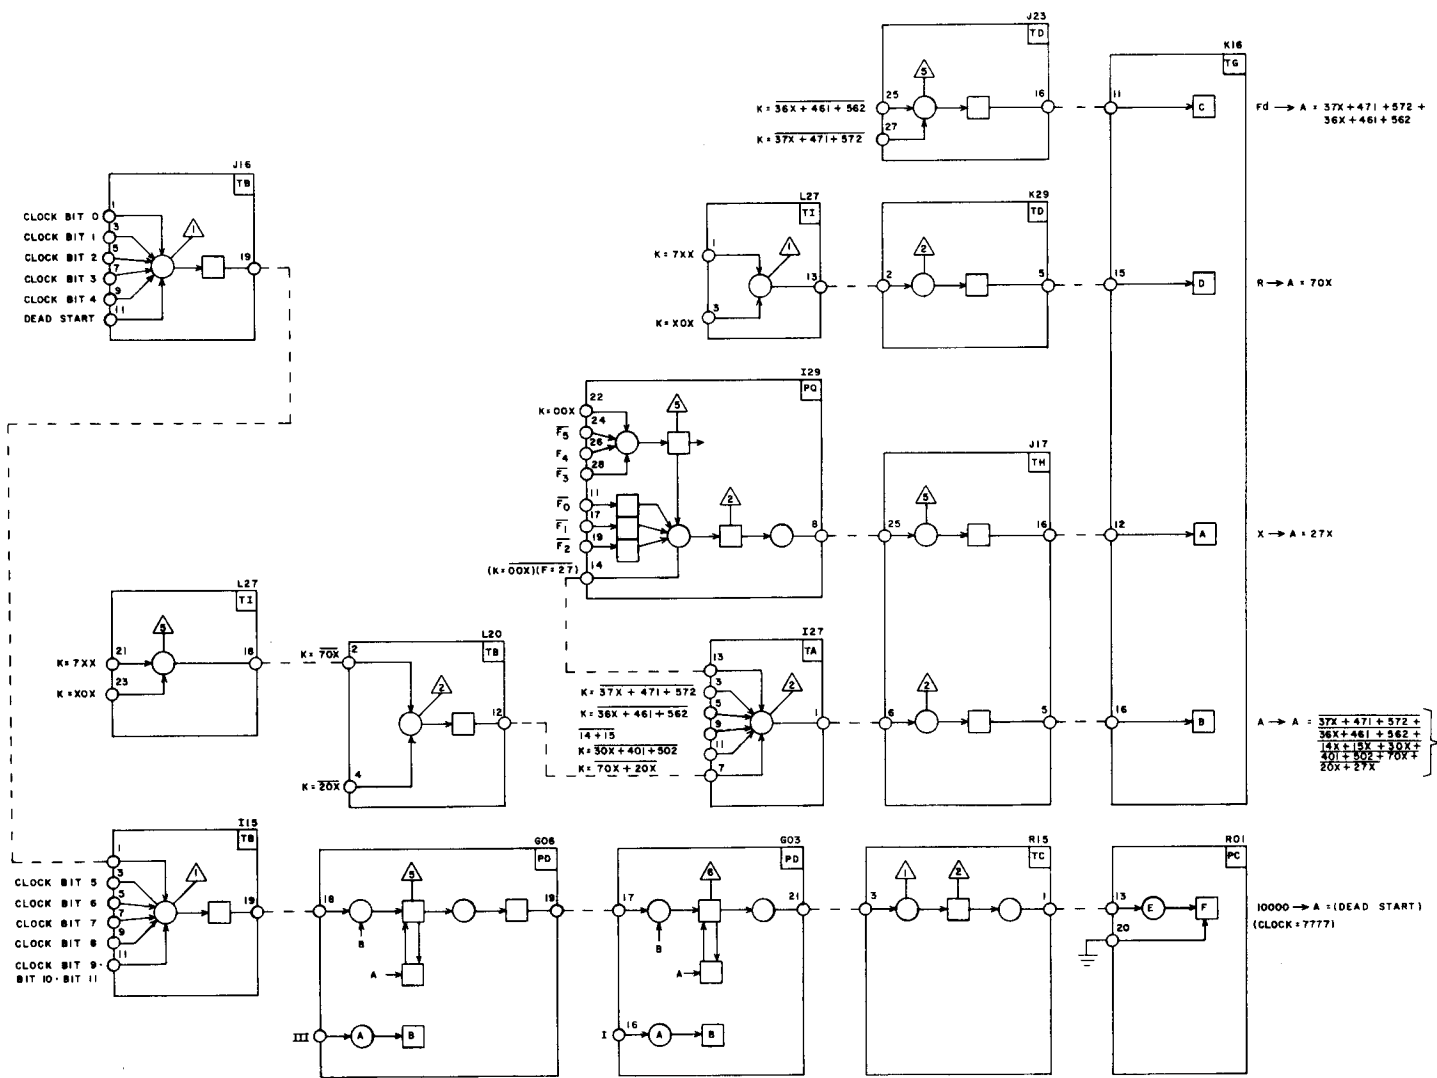 J23
TD
5
25
K = 36X + 461 + 562
27
K = 37X + 471 + 572
16
K16
TG
11
C
Fd → A = 37X + 471 + 572 +
36X + 461 + 562
J16
TB
CLOCK BIT 0
1
CLOCK BIT 1
3
CLOCK BIT 2
5
CLOCK BIT 3
7
CLOCK BIT 4
9
DEAD START
11
1
19
L27
TI
K = 7XX
1
K = X0X
3
1
13
K29
TD
2
2
5
15
D
R → A = 70X
I29
PQ
K = 00X
22
F5
24
F4
26
F3
28
5
F0
11
F1
17
F2
19
(K = 00X)(F = 27)
14
2
8
J17
TH
25
5
16
12
A
X → A = 27X
L27
TI
K = 7XX
21
K = X0X
23
5
18
L20
TB
K = 70X
2
2
K = 20X
4
12
I27
TA
13
K = 37X + 471 + 572
3
K = 36X + 461 + 562
5
14 + 15
9
K = 30X + 401 + 502
11
K = 70X + 20X
7
2
1
6
2
5
16
B
A → A = 37X + 471 + 572 +
36X + 461 + 562 +
14X + 15X + 30X +
401 + 502 + 70X +
20X + 27X
I15
TB
1
CLOCK BIT 5
3
CLOCK BIT 6
5
CLOCK BIT 7
7
CLOCK BIT 8
9
CLOCK BIT 9 ·
BIT 10 · BIT 11
11
1
19
G06
PD
18
B
5
A
19
III
A
B
G03
PD
17
B
6
A
21
I
16
A
B
R15
TC
3
1
2
1
R01
PC
13
E
F
20
10000 → A = (DEAD START)
(CLOCK = 7777)